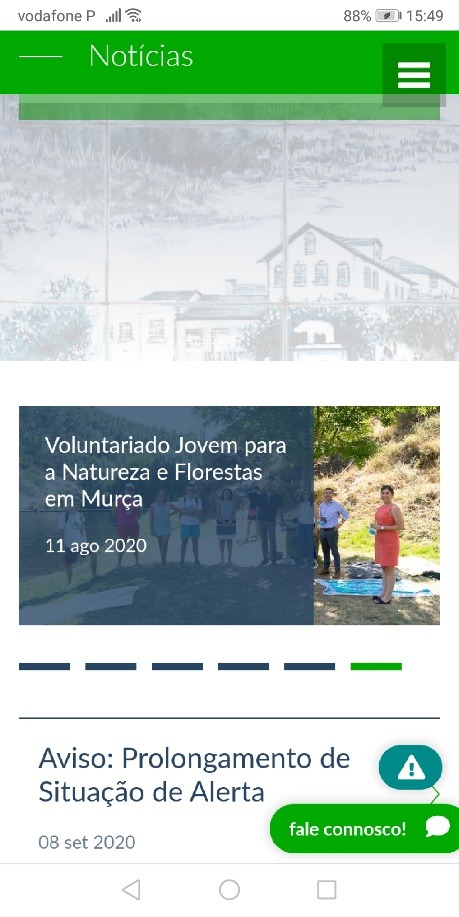 vodafone P 88% 15:49
Notícias
Voluntariado Jovem para
a Natureza e Florestas
em Murça
11 ago 2020
Aviso: Prolongamento de
Situação de Alerta
08 set 2020
fale connosco!